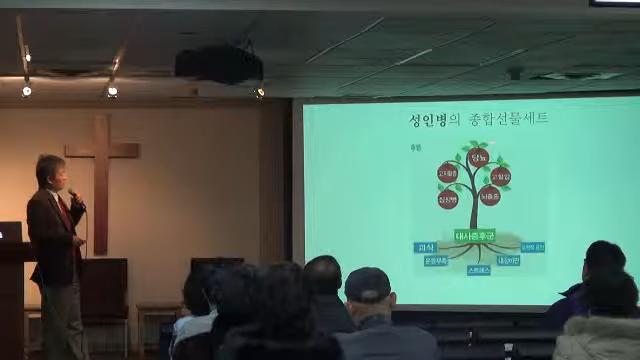 성인병의 종합선물세트
당뇨
고지혈증
고혈압
심장병
뇌졸중
대사증후군
과식
운동부족
스트레스
내장비만